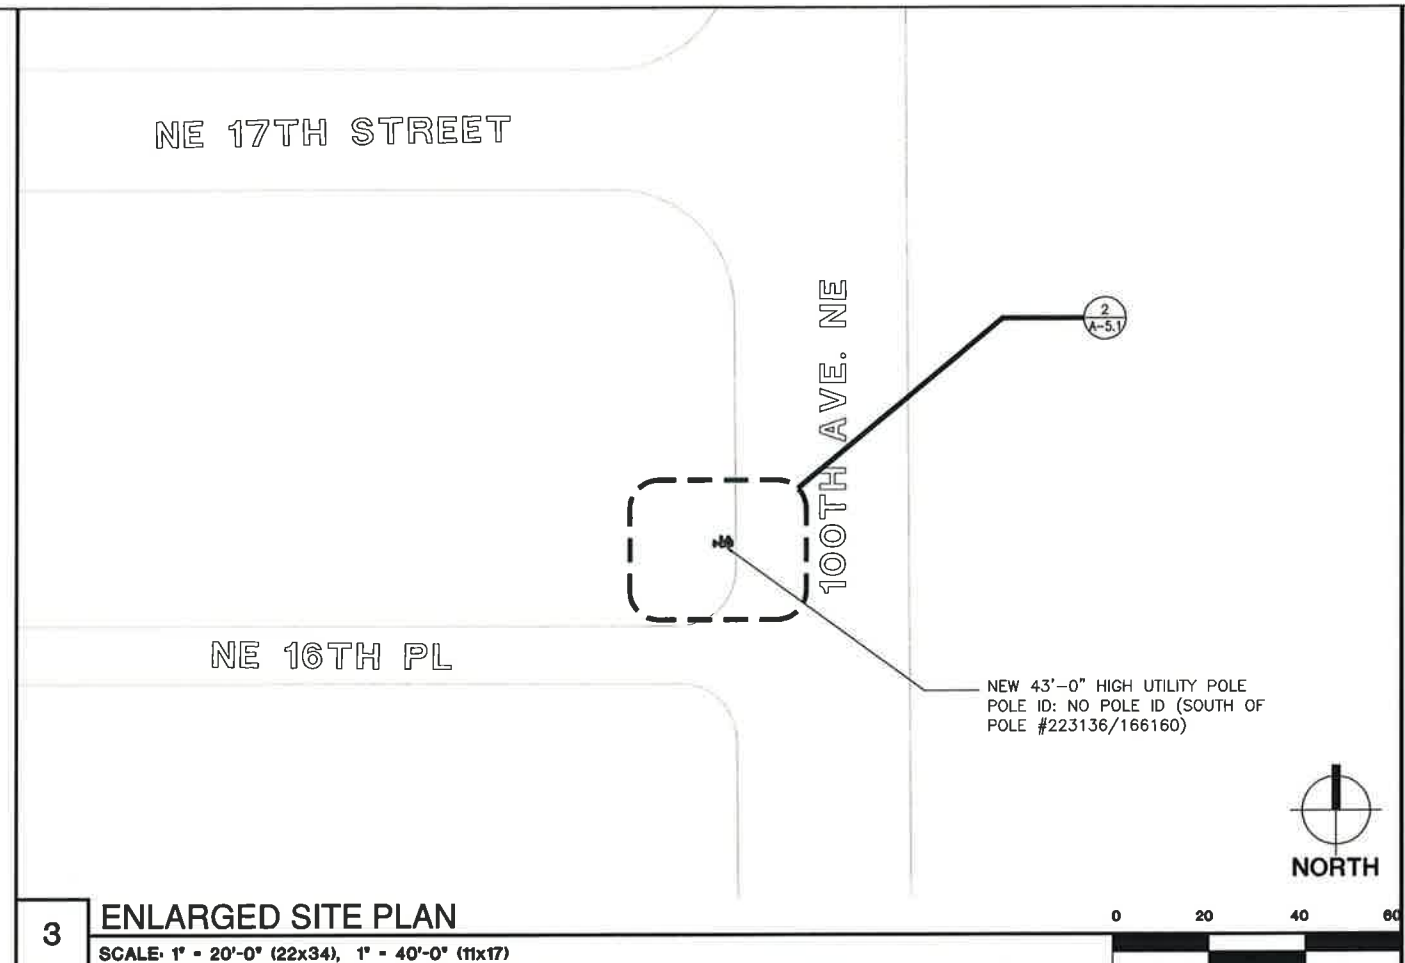 NE 17TH STREET
100TH AVE. NE
2
A-5.1
NE 16TH PL
NEW 43'-0" HIGH UTILITY POLE
POLE ID: NO POLE ID (SOUTH OF
POLE #223136/166160)
NORTH
3
ENLARGED SITE PLAN
SCALE: 1" = 20'-0" (22x34), 1" = 40'-0" (11x17)
0 20 40 60